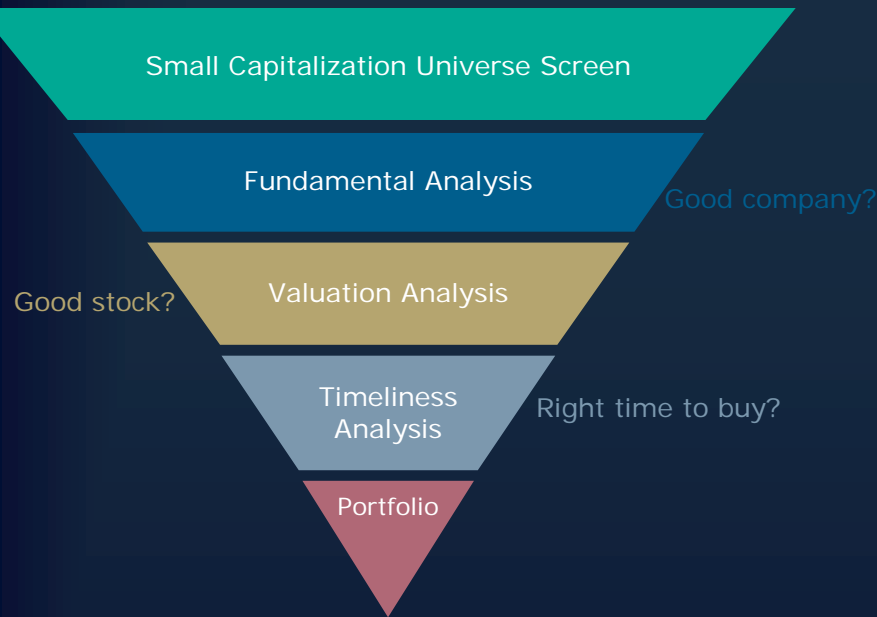 Small Capitalization Universe Screen
Fundamental Analysis
Good company?
Good stock?
Valuation Analysis
Timeliness
Analysis
Right time to buy?
Portfolio